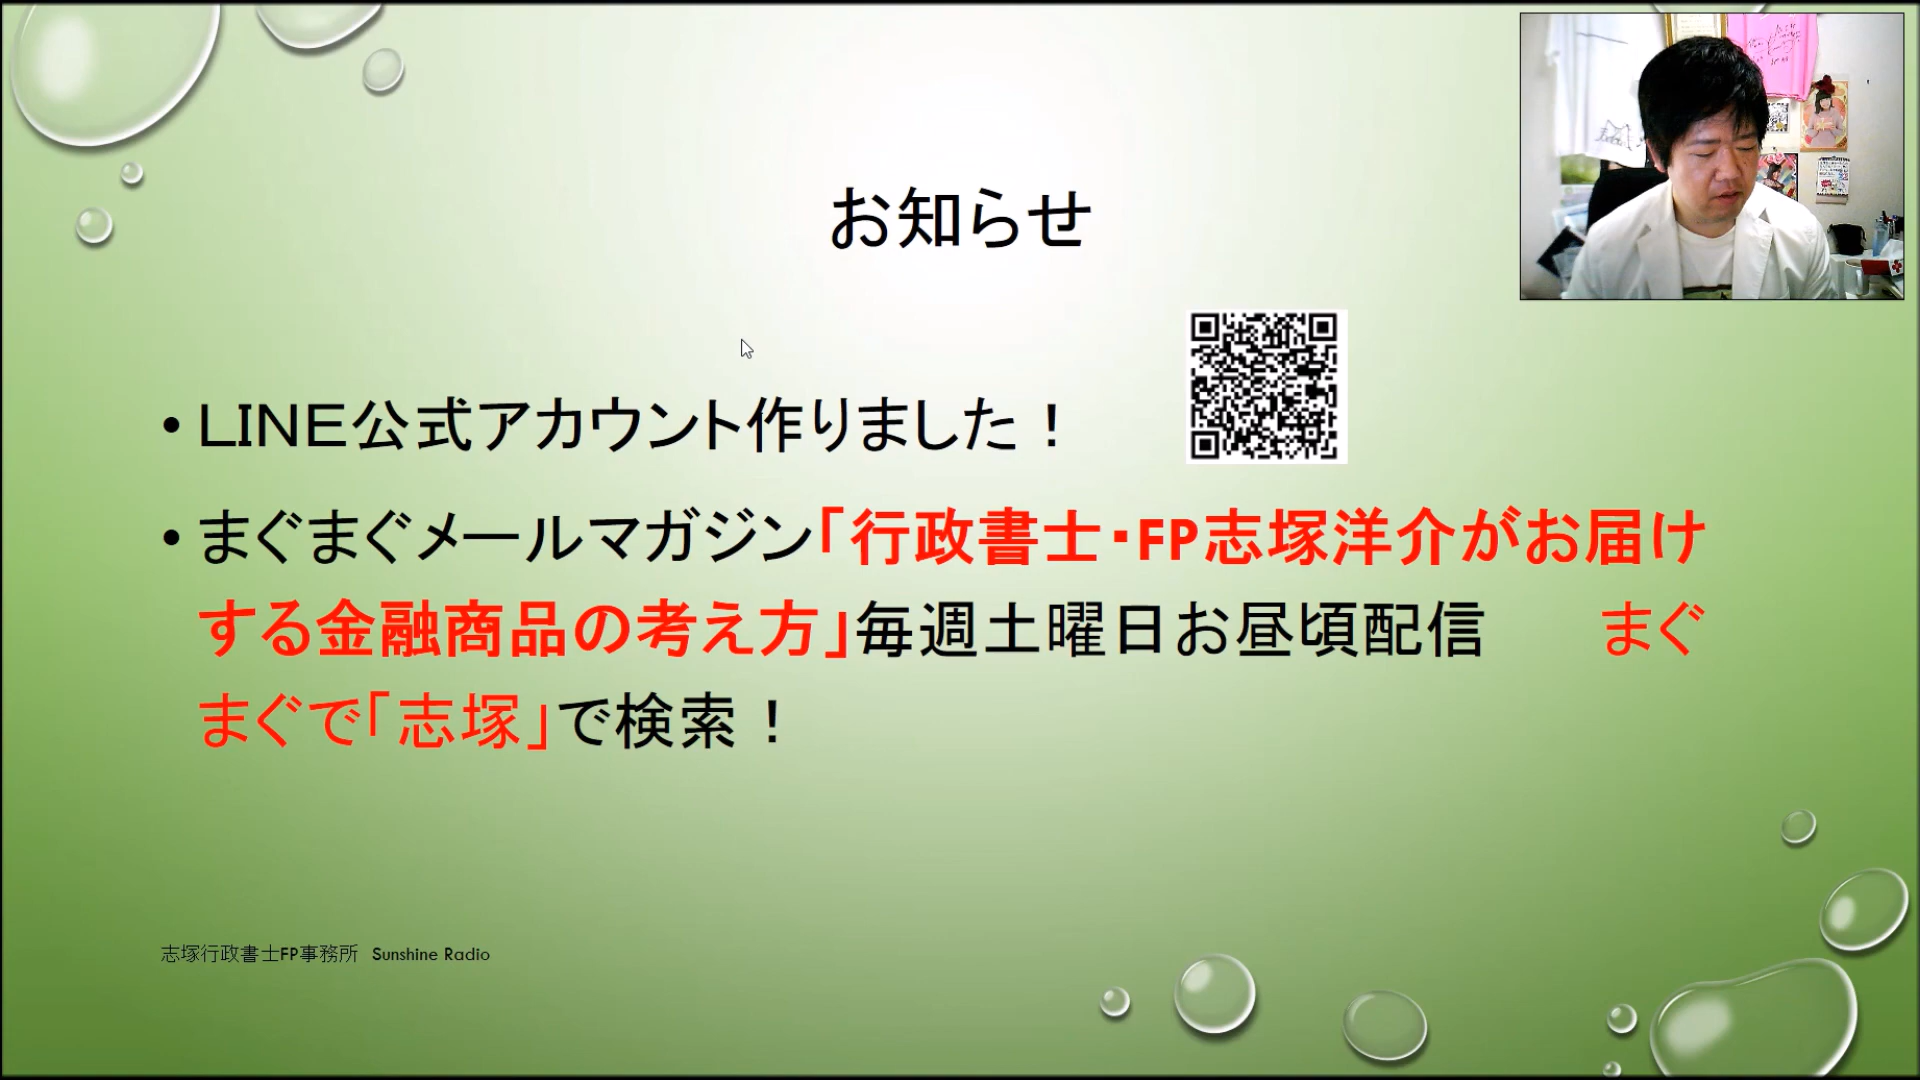 お知らせ
• LINE公式アカウント作りました！
• まぐまぐメールマガジン「行政書士・FP志塚洋介がお届け
する金融商品の考え方」毎週土曜日お昼頃配信　　まぐ
まぐで「志塚」で検索！
志塚行政書士FP事務所 Sunshine Radio